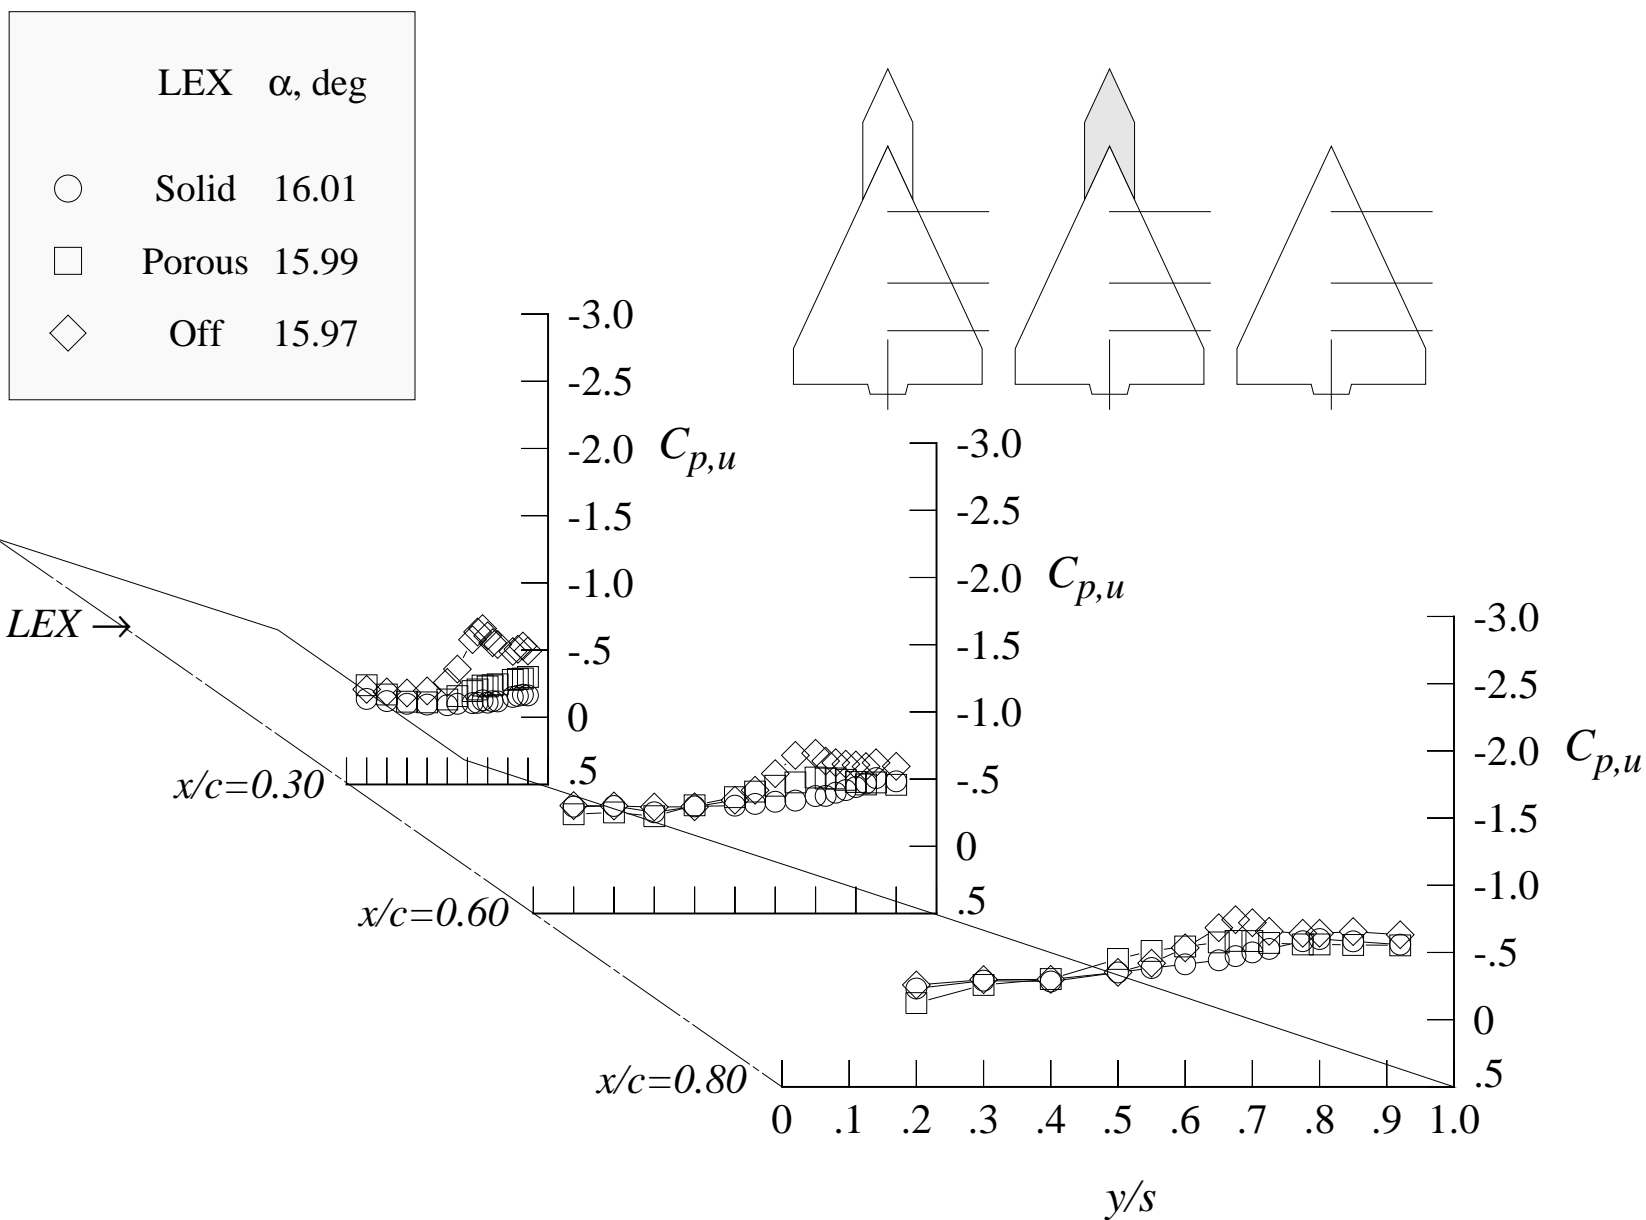 LEX α, deg
Solid 16.01
Porous 15.99
Off 15.97
-3.0
-2.5
-2.0
-1.5
-1.0
-.5
0
.5
C_{p,u}
x/c=0.30
LEX →
-3.0
-2.5
-2.0
-1.5
-1.0
-.5
0
.5
C_{p,u}
x/c=0.60
-3.0
-2.5
-2.0
-1.5
-1.0
-.5
0
.5
C_{p,u}
x/c=0.80
0 .1 .2 .3 .4 .5 .6 .7 .8 .9 1.0
y/s